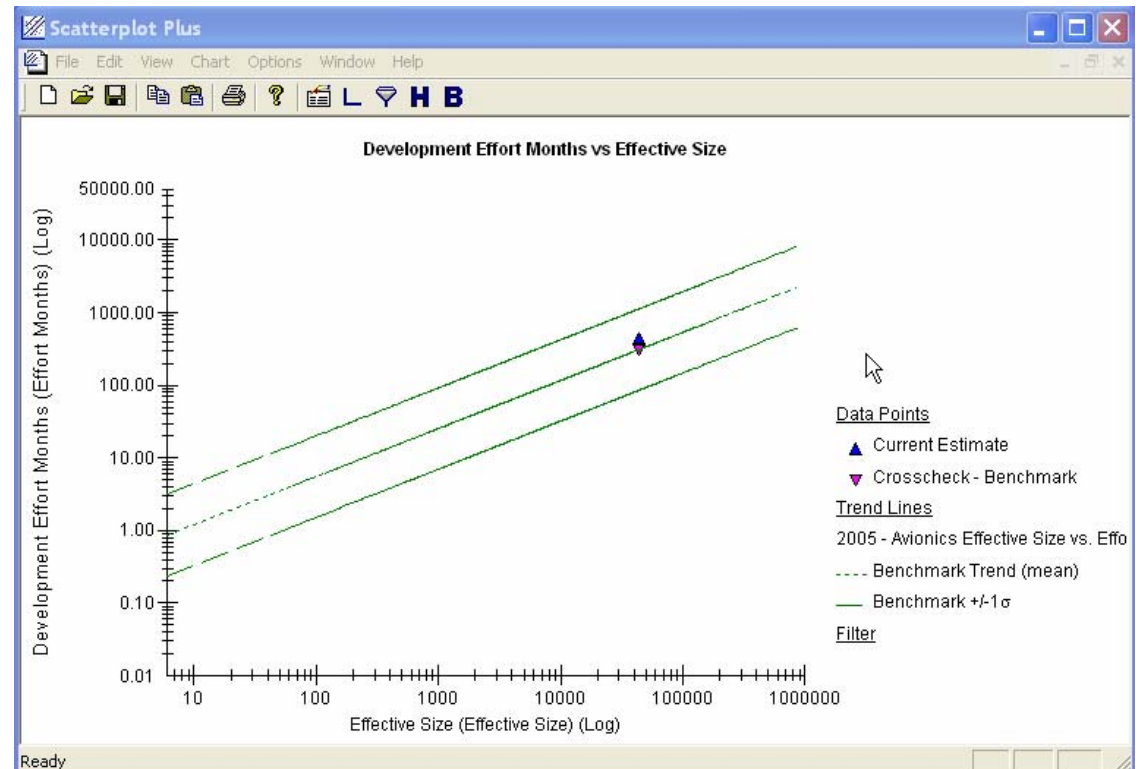 Scatterplot Plus
File Edit View Chart Options Window Help
H B
Development Effort Months vs Effective Size
50000.00
10000.00
1000.00
100.00
10.00
1.00
0.10
0.01
Development Effort Months (Effort Months) (Log)
10 100 1000 10000 100000 1000000
Effective Size (Effective Size) (Log)
Data Points
Current Estimate
Crosscheck - Benchmark
Trend Lines
2005 - Avionics Effective Size vs. Effo
Benchmark Trend (mean)
Benchmark +/-1σ
Filter
Ready